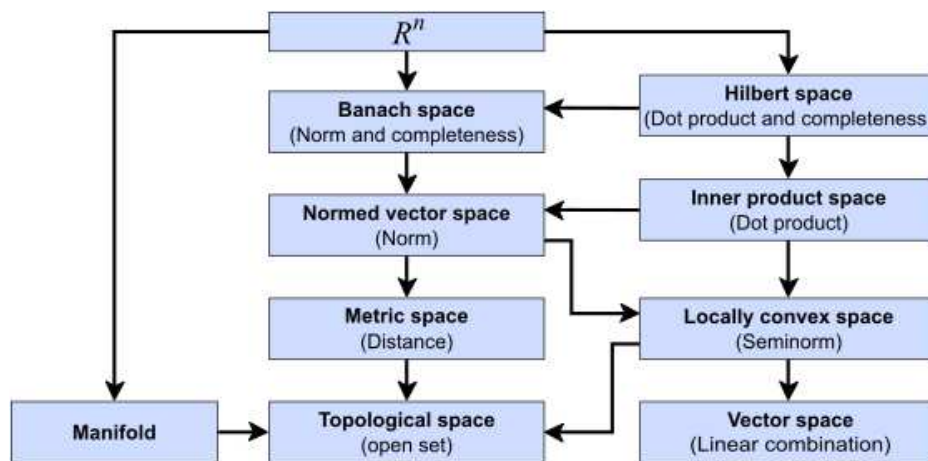 R^n
Banach space
(Norm and completeness)
Hilbert space
(Dot product and completeness
Normed vector space
(Norm)
Inner product space
(Dot product)
Metric space
(Distance)
Locally convex space
(Seminorm)
Manifold
Topological space
(open set)
Vector space
(Linear combination)